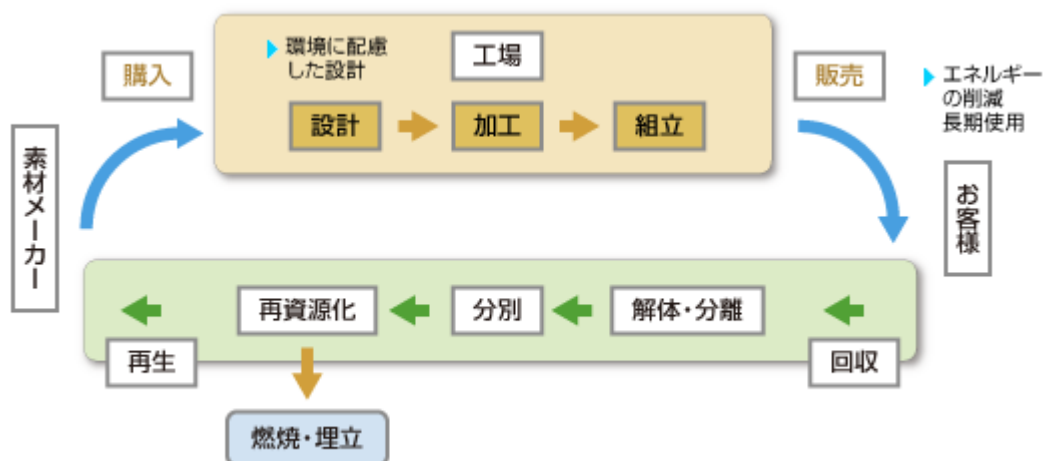 購入
環境に配慮
した設計
工場
販売
エネルギー
の削減
長期使用
設計
加工
組立
素材メーカー
お客様
再資源化
分別
解体・分離
再生
回収
燃焼・埋立